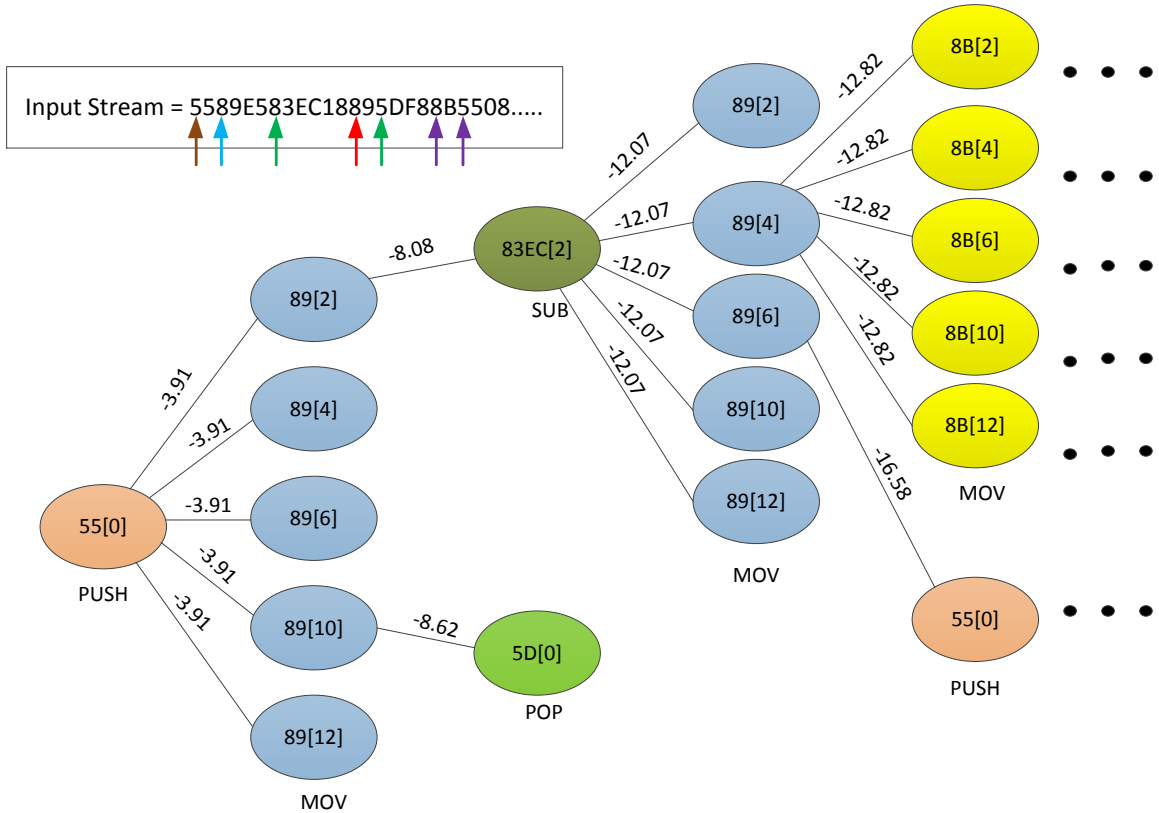 Input Stream = 5589E583EC18895DF88B5508.....
55[0]
PUSH
-3.91
-3.91
-3.91
-3.91
-3.91
89[2]
89[4]
89[6]
89[10]
89[12]
MOV
-8.08
-8.62
83EC[2]
SUB
5D[0]
POP
-12.07
-12.07
-12.07
-12.07
-12.07
89[2]
89[4]
89[6]
89[10]
89[12]
MOV
-12.82
-12.82
-12.82
-12.82
-12.82
-16.58
8B[2]
8B[4]
8B[6]
8B[10]
8B[12]
MOV
55[0]
PUSH